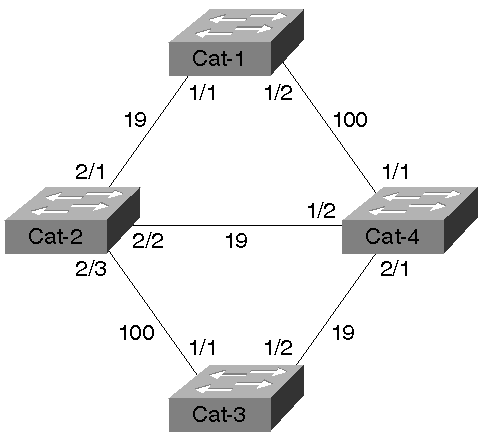 Cat-1
1/1 1/2
19 100
2/1 1/1
1/2
Cat-2 Cat-4
2/2 19
2/3 2/1
100 19
1/1 1/2
Cat-3